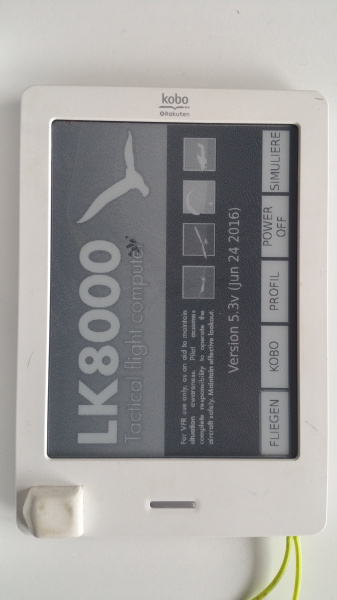 kobo
Rakuten
LK8000
Tactical flight computer
For VFR use only, as an aid to maintain
situation awareness. Pilot assumes
complete responsibility to operate the
aircraft safely. Maintain effective lookout.
Version 5.3v (Jun 24 2016)
FLIEGEN
KOBO
PROFIL
POWER
OFF
SIMULIERE